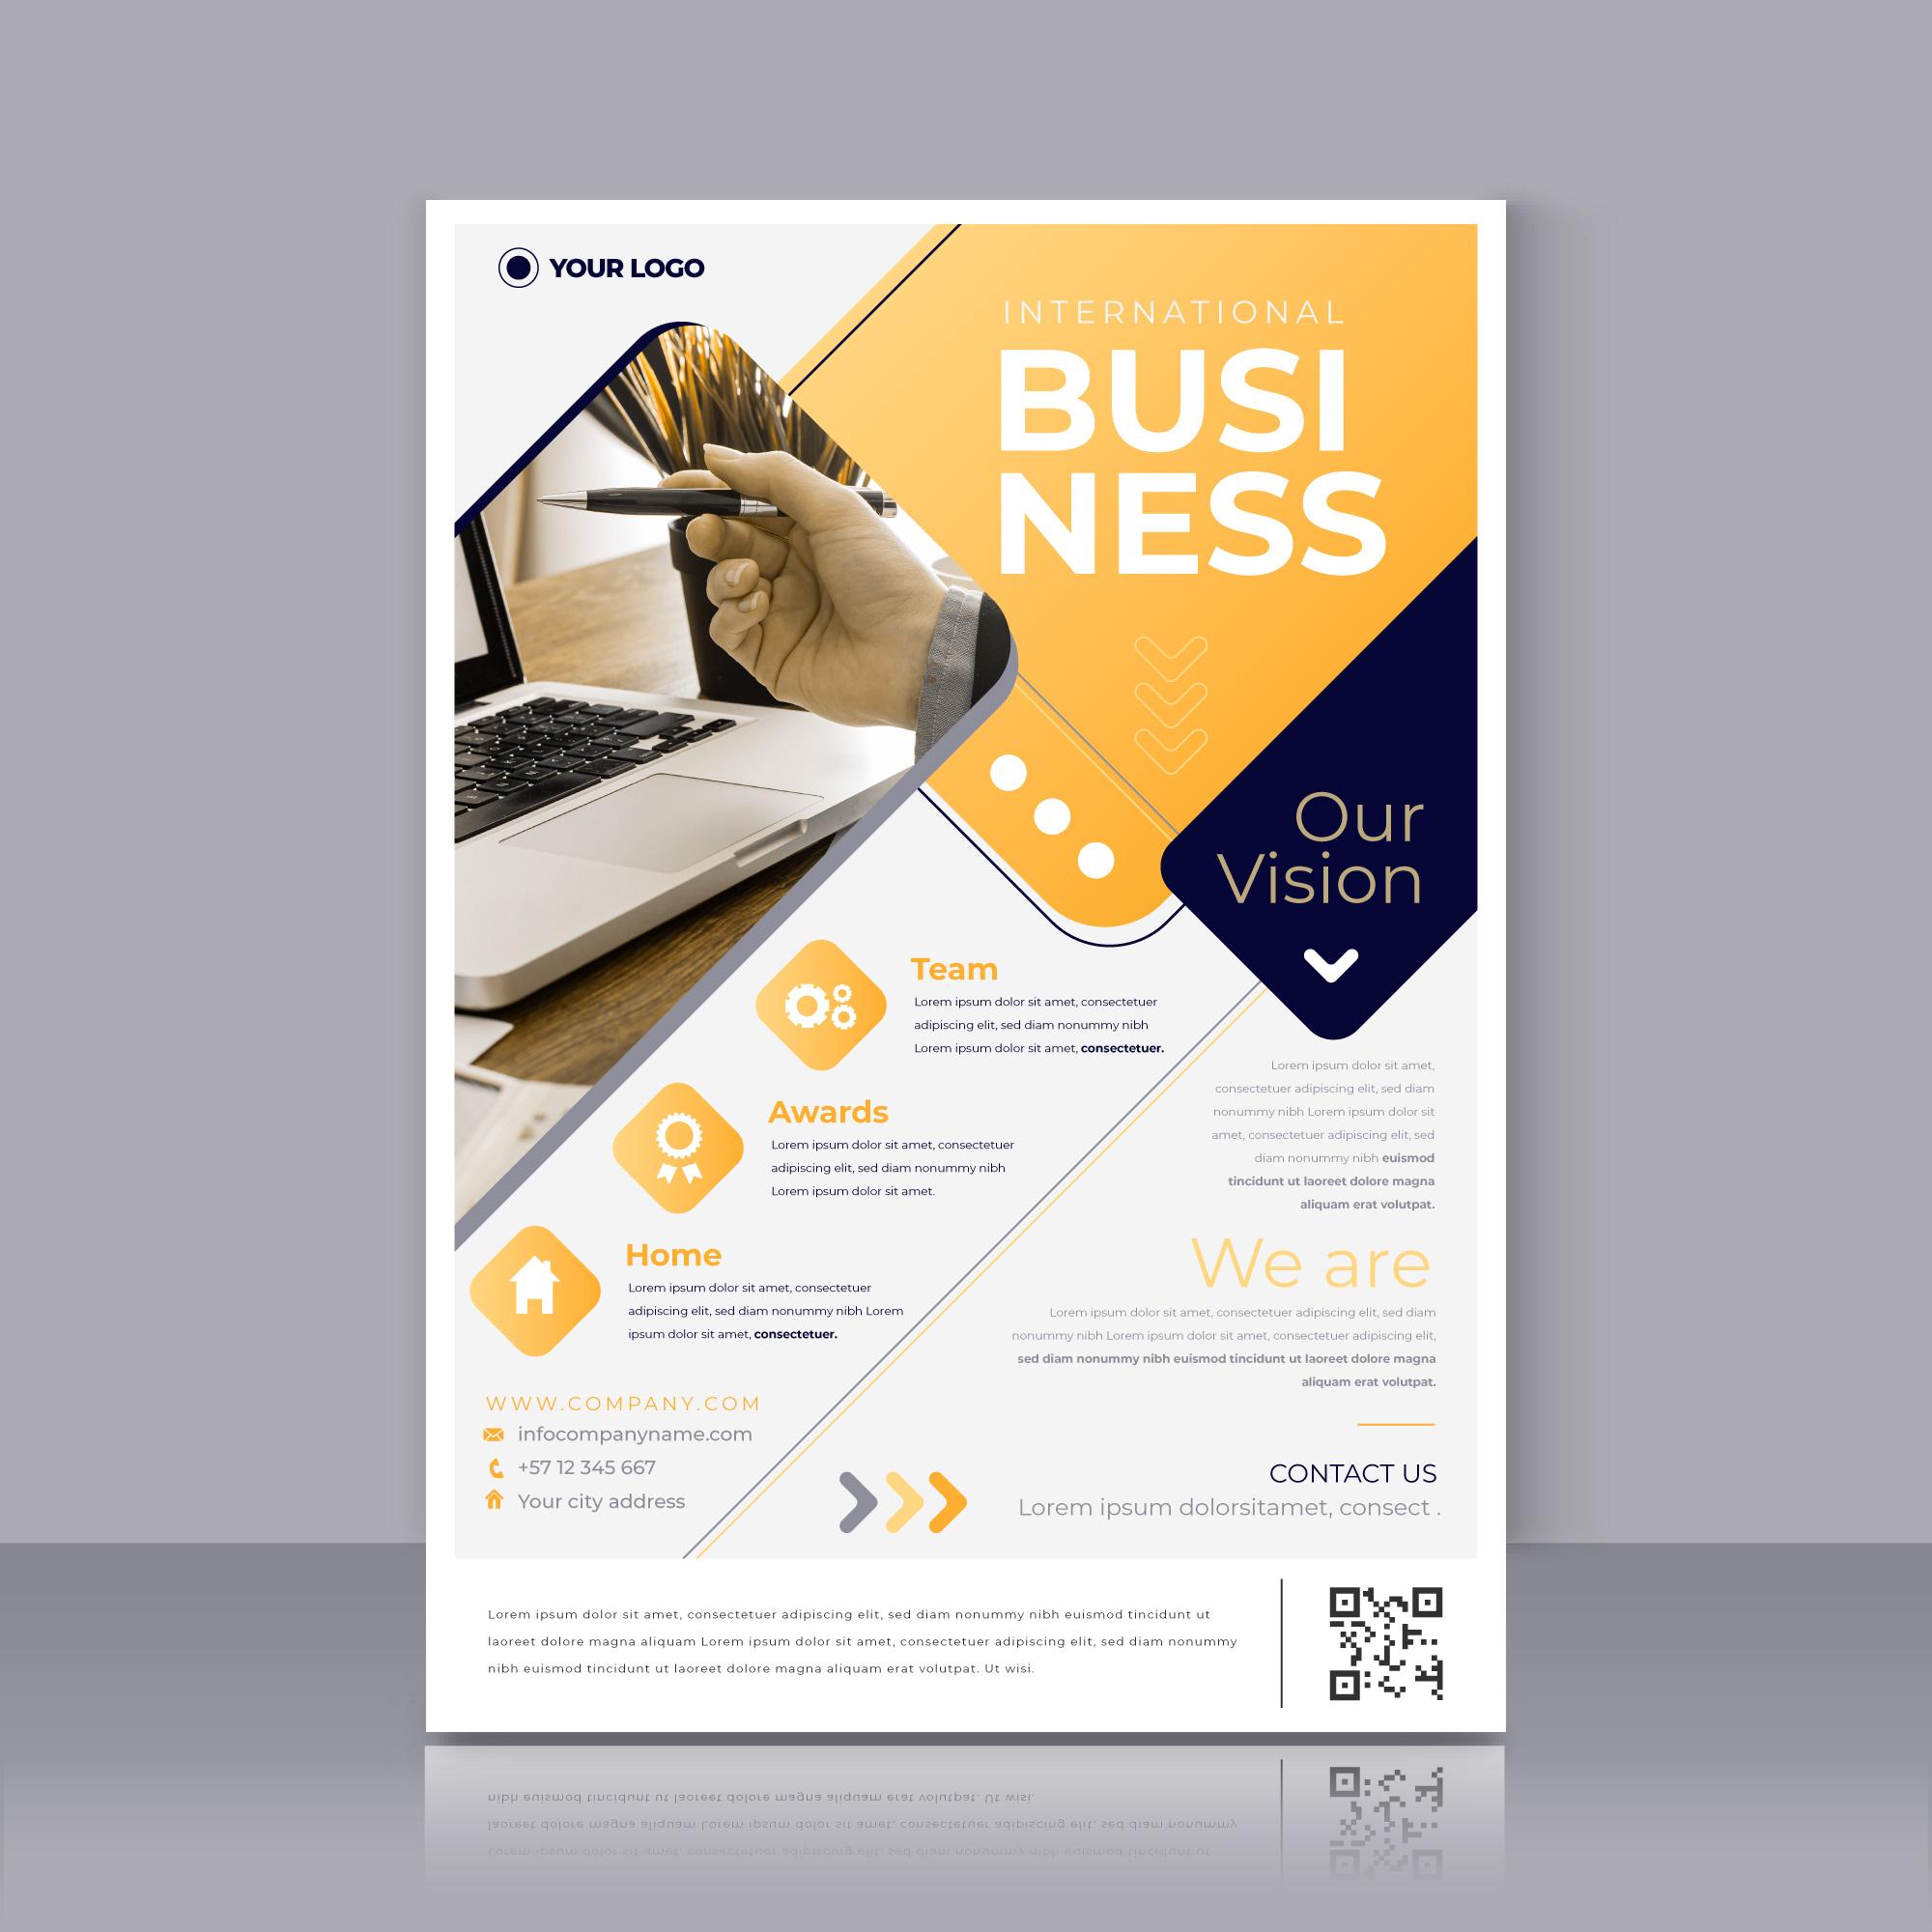 YOUR LOGO
INTERNATIONAL
BUSI
NESS
Our
Vision
Team
Lorem ipsum dolor sit amet, consectetuer
adipiscing elit, sed diam nonummy nibh
Lorem ipsum dolor sit amet, consectetuer.
Awards
Lorem ipsum dolor sit amet, consectetuer
adipiscing elit, sed diam nonummy nibh
Lorem ipsum dolor sit amet.
Home
Lorem ipsum dolor sit amet, consectetuer
adipiscing elit, sed diam nonummy nibh Lorem
ipsum dolor sit amet, consectetuer.
Lorem ipsum dolor sit amet,
consectetuer adipiscing elit, sed diam
nonummy nibh Lorem ipsum dolor sit
amet, consectetuer adipiscing elit, sed
diam nonummy nibh euismod
tincidunt ut laoreet dolore magna
aliquam erat volutpat.
We are
Lorem ipsum dolor sit amet, consectetuer adipiscing elit, sed diam
nonummy nibh Lorem ipsum dolor sit amet, consectetuer adipiscing elit,
sed diam nonummy nibh euismod tincidunt ut laoreet dolore magna
aliquam erat volutpat.
WWW.COMPANY.COM
infocompanyname.com
+57 12 345 667
Your city address
CONTACT US
Lorem ipsum dolorsitamet, consect .
Lorem ipsum dolor sit amet, consectetuer adipiscing elit, sed diam nonummy nibh euismod tincidunt ut
laoreet dolore magna aliquam Lorem ipsum dolor sit amet, consectetuer adipiscing elit, sed diam nonummy
nibh euismod tincidunt ut laoreet dolore magna aliquam erat volutpat. Ut wisi.